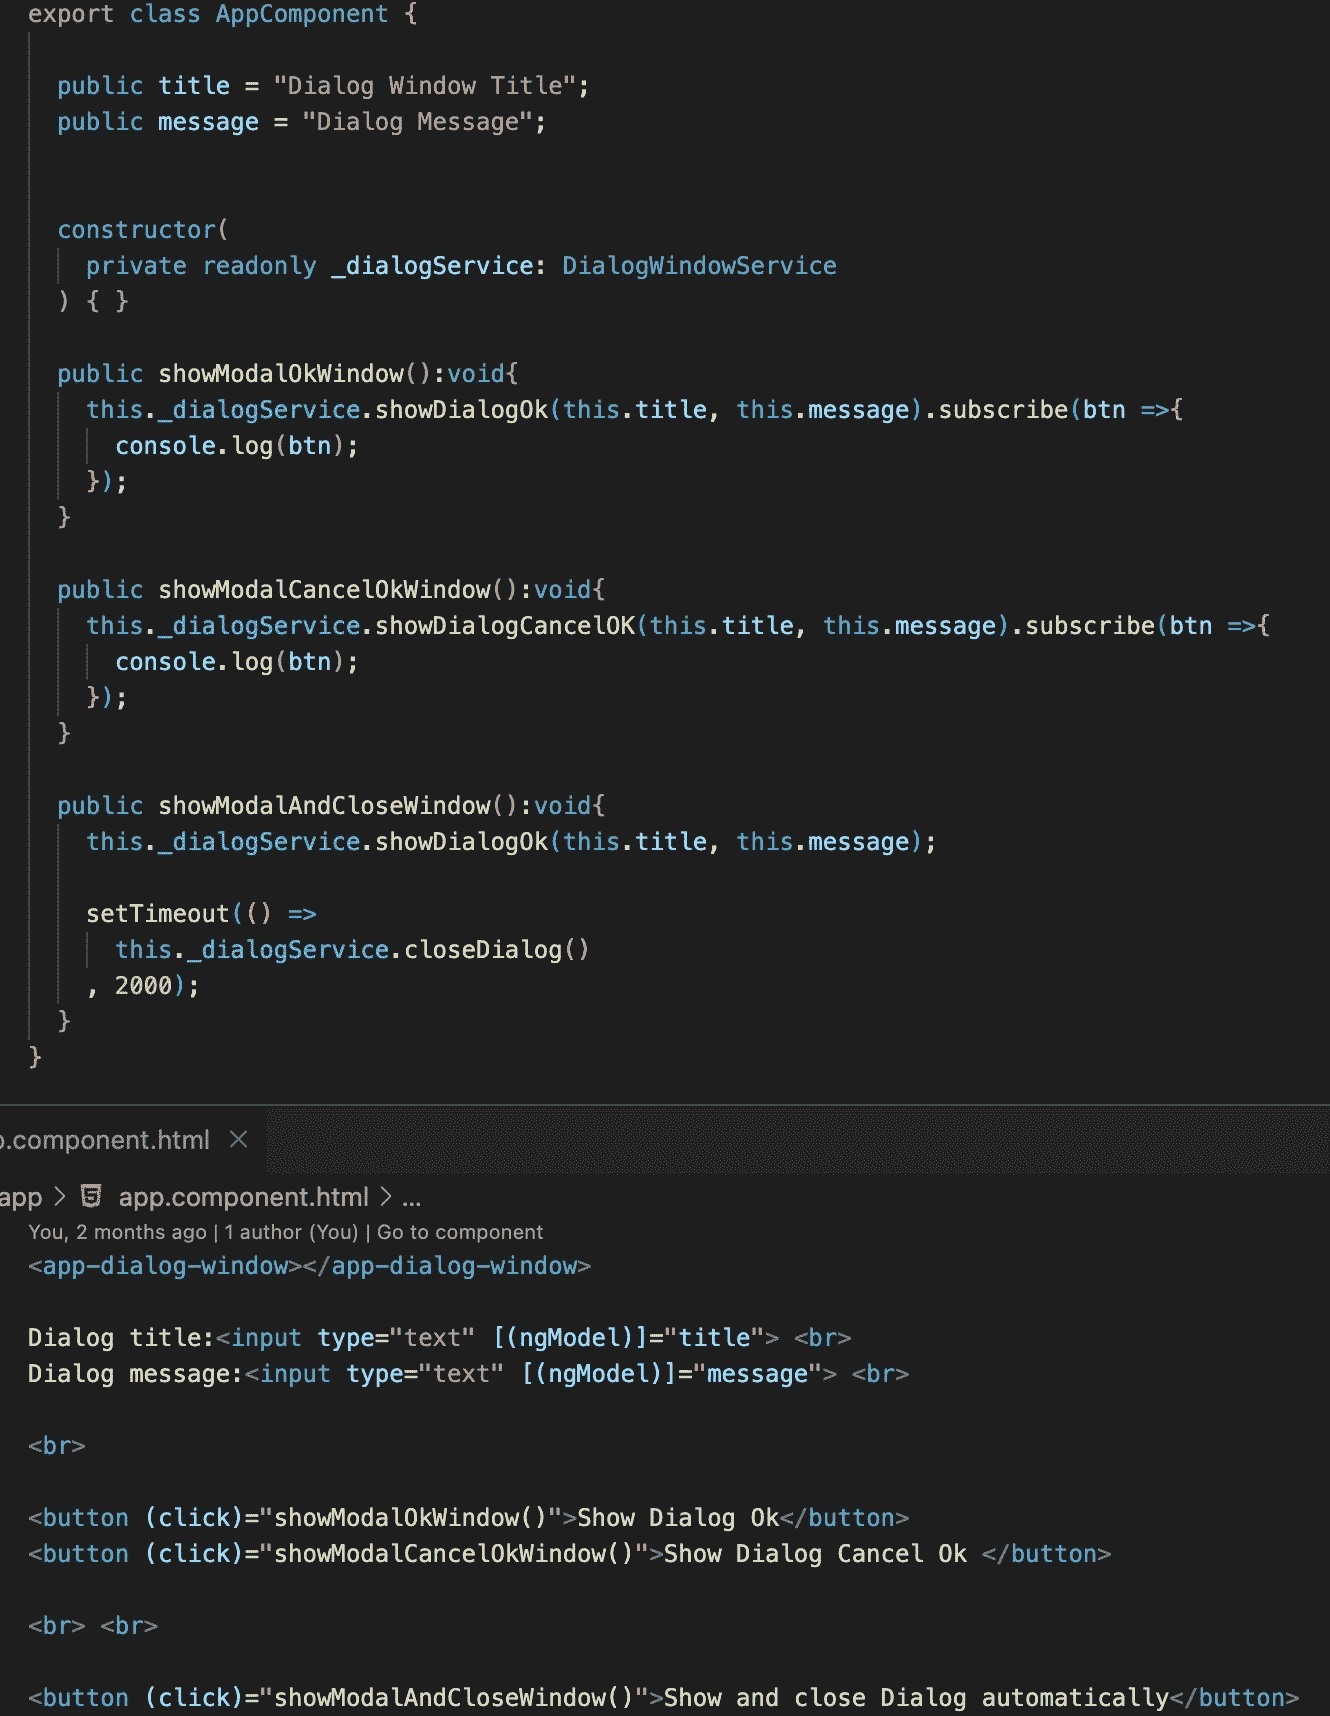 export class AppComponent {
public title = "Dialog Window Title";
public message = "Dialog Message";
constructor(
private readonly _dialogService: DialogWindowService
) { }
public showModalOkWindow():void{
this._dialogService.showDialogOk(this.title, this.message).subscribe(btn =>{
console.log(btn);
});
}
public showModalCancelOkWindow():void{
this._dialogService.showDialogCancelOK(this.title, this.message).subscribe(btn =>{
console.log(btn);
});
}
public showModalAndCloseWindow():void{
this._dialogService.showDialogOk(this.title, this.message);
setTimeout(() =>
this._dialogService.closeDialog()
, 2000);
}
}
.component.html ×
app > app.component.html > ...
You, 2 months ago | 1 author (You) | Go to component
<app-dialog-window></app-dialog-window>
Dialog title:<input type="text" [(ngModel)]="title"> <br>
Dialog message:<input type="text" [(ngModel)]="message"> <br>
<br>
<button (click)="showModalOkWindow()">Show Dialog Ok</button>
<button (click)="showModalCancelOkWindow()">Show Dialog Cancel Ok </button>
<br> <br>
<button (click)="showModalAndCloseWindow()">Show and close Dialog automatically</button>